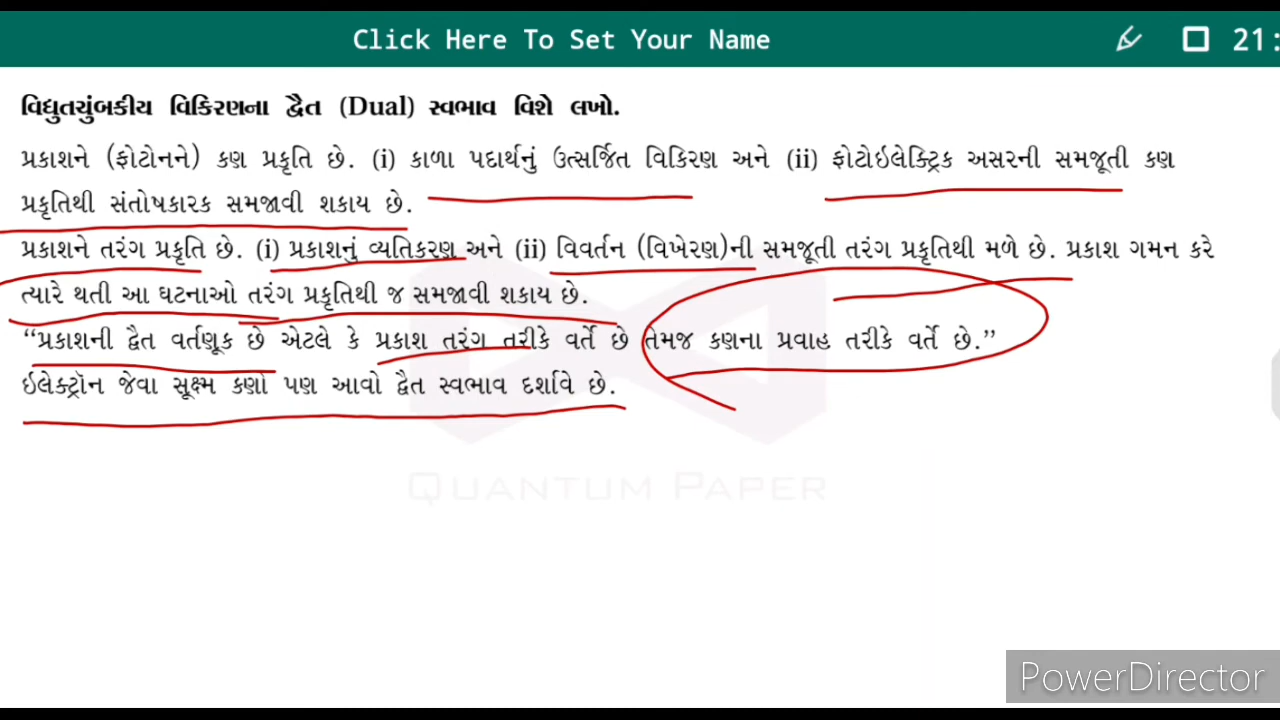 Click Here To Set Your Name
21:
વિદ્યુતચુંબકીય વિકિરણના દ્વૈત (Dual) સ્વભાવ વિશે લખો.
પ્રકાશને (ફોટોનને) કણ પ્રકૃતિ છે. (i) કાળા પદાર્થનું ઉત્સર્જિત વિકિરણ અને (ii) ફોટોઇલેક્ટ્રિક અસરની સમજૂતી કણ
પ્રકૃતિથી સંતોષકારક સમજાવી શકાય છે.
પ્રકાશને તરંગ પ્રકૃતિ છે. (i) પ્રકાશનું વ્યતિકરણ અને (ii) વિવર્તન (વિખેરણ)ની સમજૂતી તરંગ પ્રકૃતિથી મળે છે. પ્રકાશ ગમન કરે
ત્યારે થતી આ ઘટનાઓ તરંગ પ્રકૃતિથી જ સમજાવી શકાય છે.
“પ્રકાશની દ્વૈત વર્તણૂક છે એટલે કે પ્રકાશ તરંગ તરીકે વર્તે છે તેમજ કણના પ્રવાહ તરીકે વર્તે છે.”
ઇલેક્ટ્રૉન જેવા સૂક્ષ્મ કણો પણ આવો દ્વૈત સ્વભાવ દર્શાવે છે.
QUANTUM PAPER
PowerDirector